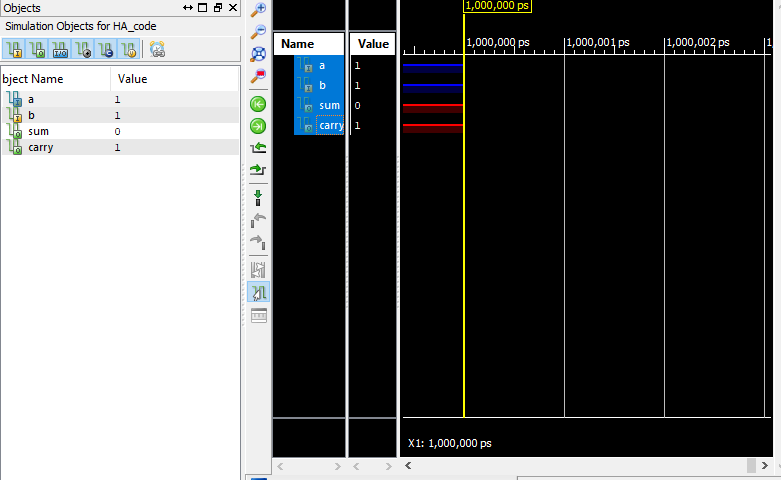 Objects
Simulation Objects for HA_code
bject Name Value
a 1
b 1
sum 0
carry 1
Name Value
a 1
b 1
sum 0
carry 1
1,000,000 ps
1,000,000 ps 1,000,001 ps 1,000,002 ps
X1: 1,000,000 ps